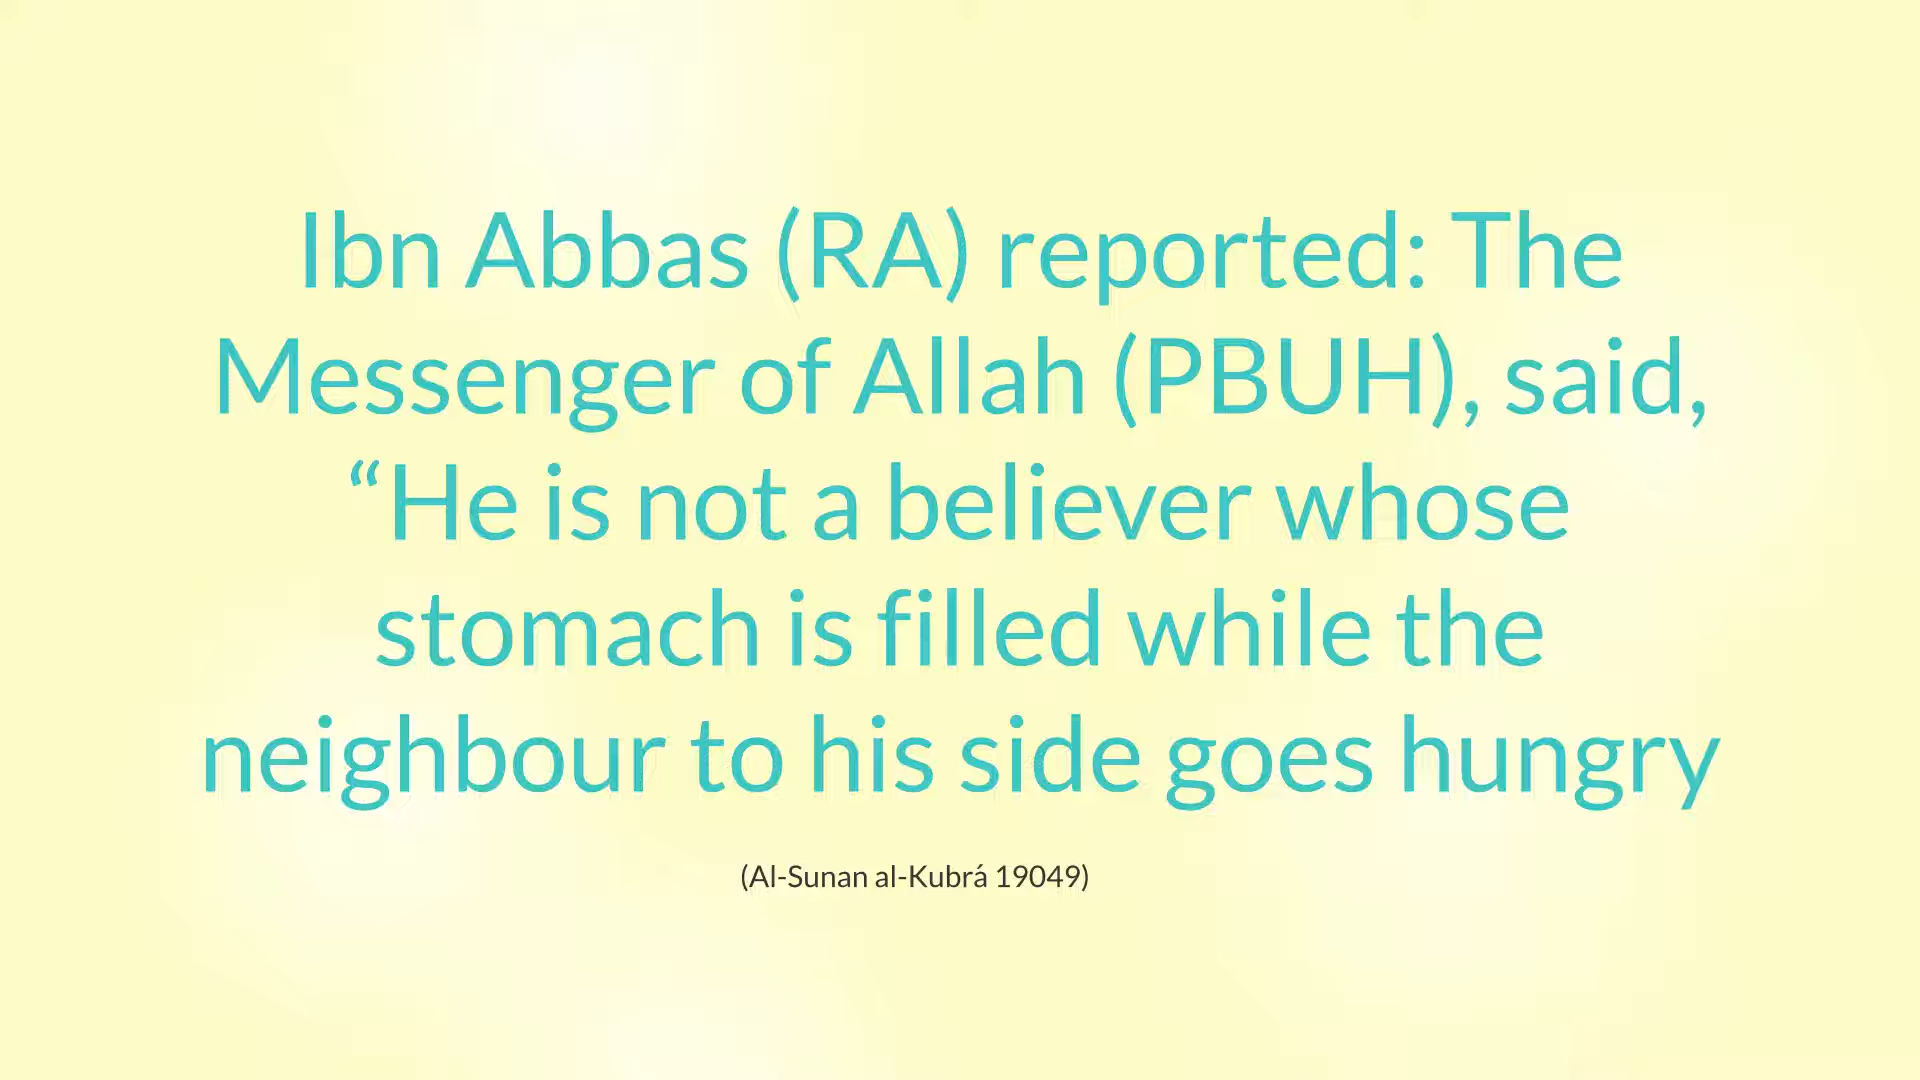 Ibn Abbas (RA) reported: The
Messenger of Allah (PBUH), said,
“He is not a believer whose
stomach is filled while the
neighbour to his side goes hungry
(Al-Sunan al-Kubrá 19049)